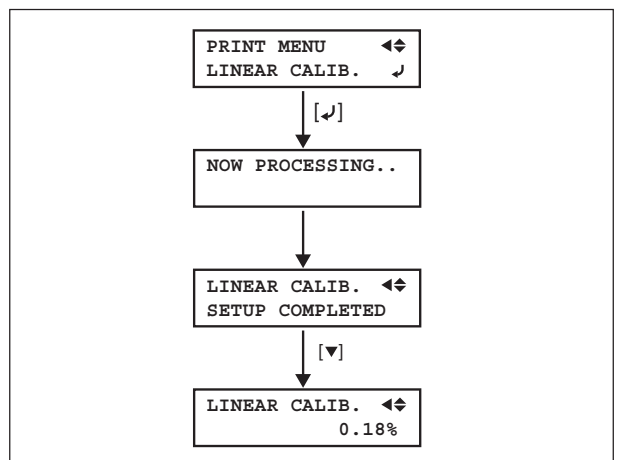 PRINT MENU ◀◆
LINEAR CALIB. ↲
[↲]
NOW PROCESSING..
LINEAR CALIB. ◀◆
SETUP COMPLETED
[▼]
LINEAR CALIB. ◀◆
0.18%